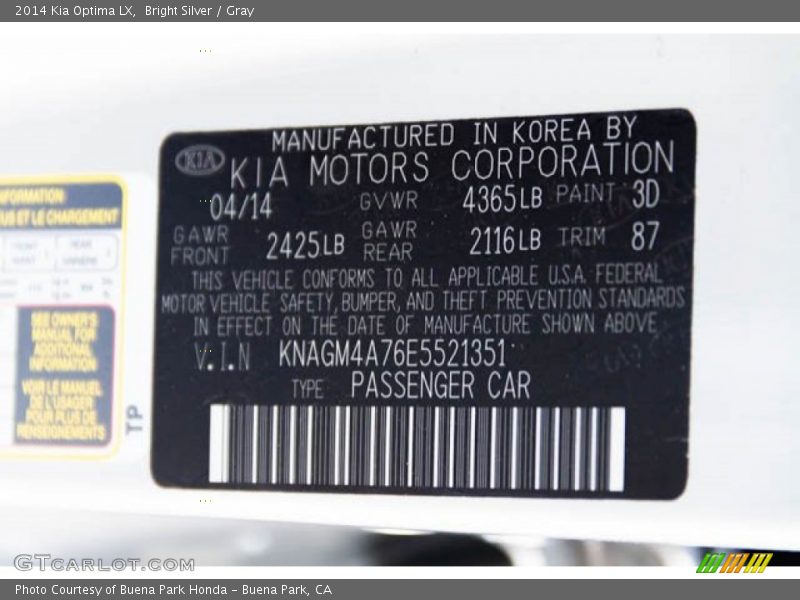 2014 Kia Optima LX, Bright Silver / Gray
MANUFACTURED IN KOREA BY
KIA KIA MOTORS CORPORATION
04/14 GVWR 4365LB PAINT 3D
GAWR FRONT 2425LB GAWR REAR 2116LB TRIM 87
THIS VEHICLE CONFORMS TO ALL APPLICABLE U.S.A. FEDERAL
MOTOR VEHICLE SAFETY, BUMPER, AND THEFT PREVENTION STANDARDS
IN EFFECT ON THE DATE OF MANUFACTURE SHOWN ABOVE
V.I.N KNAGM4A76E5521351
TYPE PASSENGER CAR
US ET LE CHARGEMENT
SEE OWNER'S
MANUAL FOR
ADDITIONAL
INFORMATION
VOIR LE MANUEL
DE L'USAGER
POUR PLUS DE
RENSEIGNEMENTS
TP
GTcarlot.com
Photo Courtesy of Buena Park Honda - Buena Park, CA